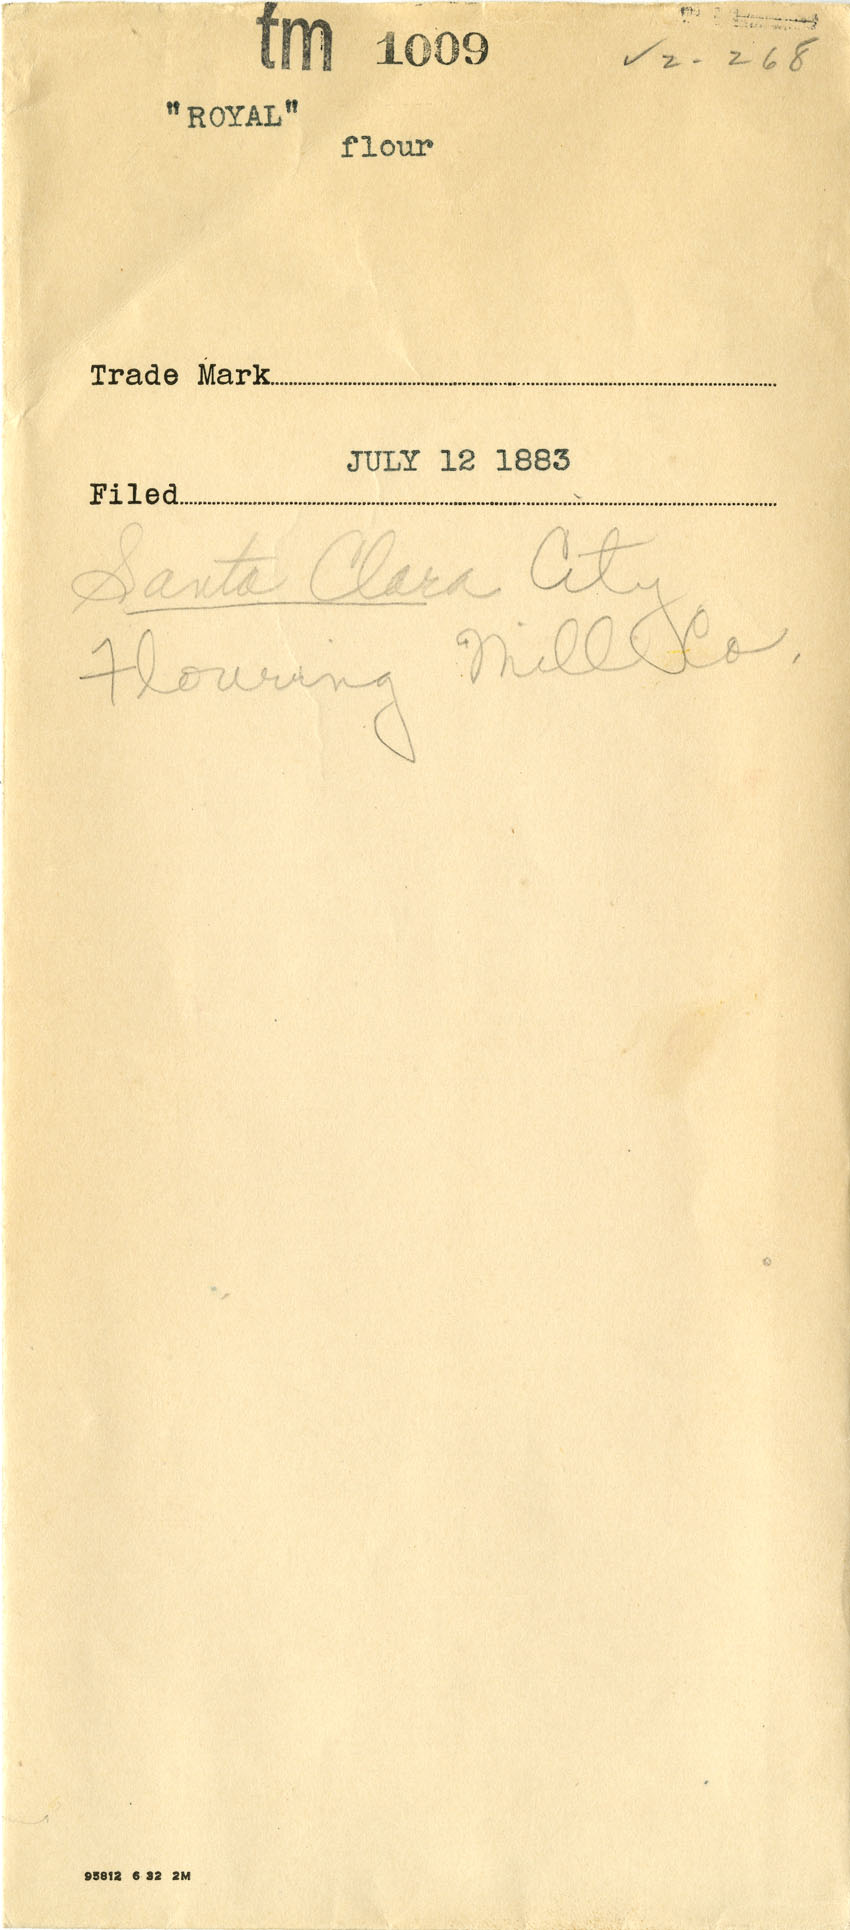 tm 1009
✓2-268
"ROYAL"
flour
Trade Mark
JULY 12 1883
Filed
Santa Clara City
Flouring Mill Co.
95812 6 32 2M